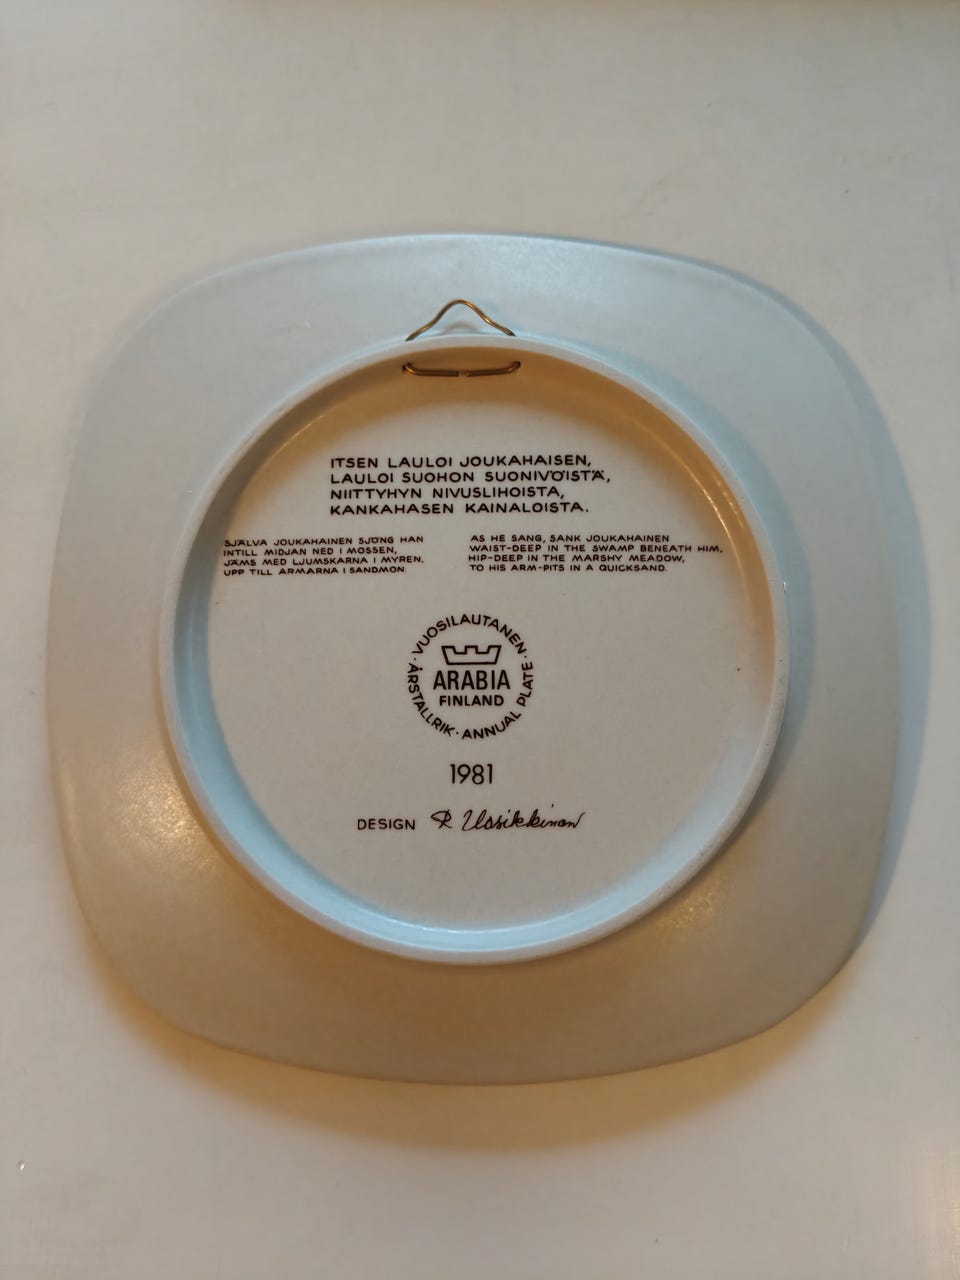 ITSEN LAULOI JOUKAHAISEN,
LAULOI SUOHON SUONIVÖISTÄ,
NIITTYHYN NIVUSLIHOISTA,
KANKAHASEN KAINALOISTA.
SJÄLVA JOUKAHAINEN SJÖNG HAN
INTILL MIDJAN NED I MOSSEN,
JÄMS MED LJUMSKARNA I MYREN,
UPP TILL ARMARNA I SANDMON.
AS HE SANG, SANK JOUKAHAINEN
WAIST-DEEP IN THE SWAMP BENEATH HIM,
HIP-DEEP IN THE MARSHY MEADOW,
TO HIS ARM-PITS IN A QUICKSAND.
· VUOSILAUTANEN · ANNUAL PLATE · ÅRSTALLRIK
ARABIA
FINLAND
1981
DESIGN R Uosikkinen